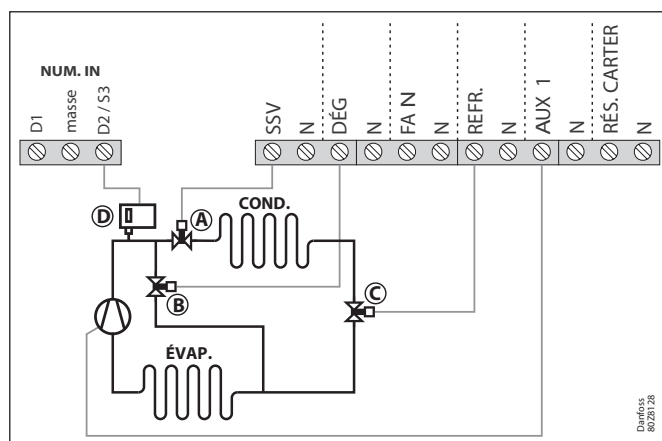 NUM. IN
D1
masse
D2 / S3
SSV
N
DÉG
N
FA N
N
REFR.
N
AUX 1
N
RÉS. CARTER
N
D
A
COND.
B
C
ÉVAP.
Danfoss
80Z8128